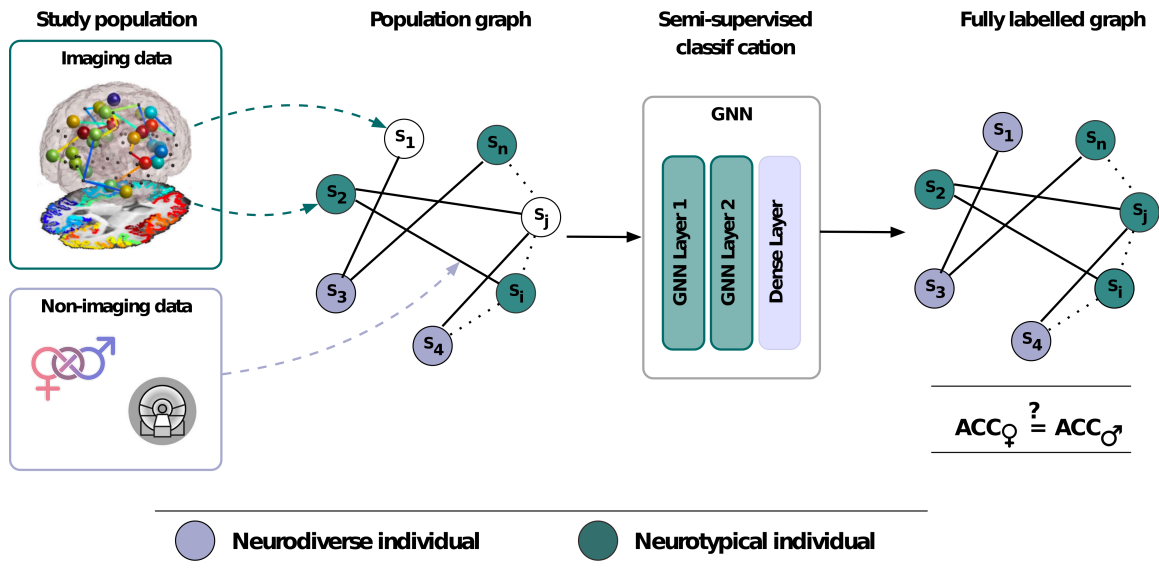 Study population
Population graph
Semi-supervised
classif cation
Fully labelled graph
Imaging data
Non-imaging data
S1
Sn
S2
Sj
S3
Si
S4
GNN
GNN Layer 1
GNN Layer 2
Dense Layer
S1
Sn
S2
Sj
S3
Si
S4
?
ACC♀ = ACC♂
Neurodiverse individual
Neurotypical individual